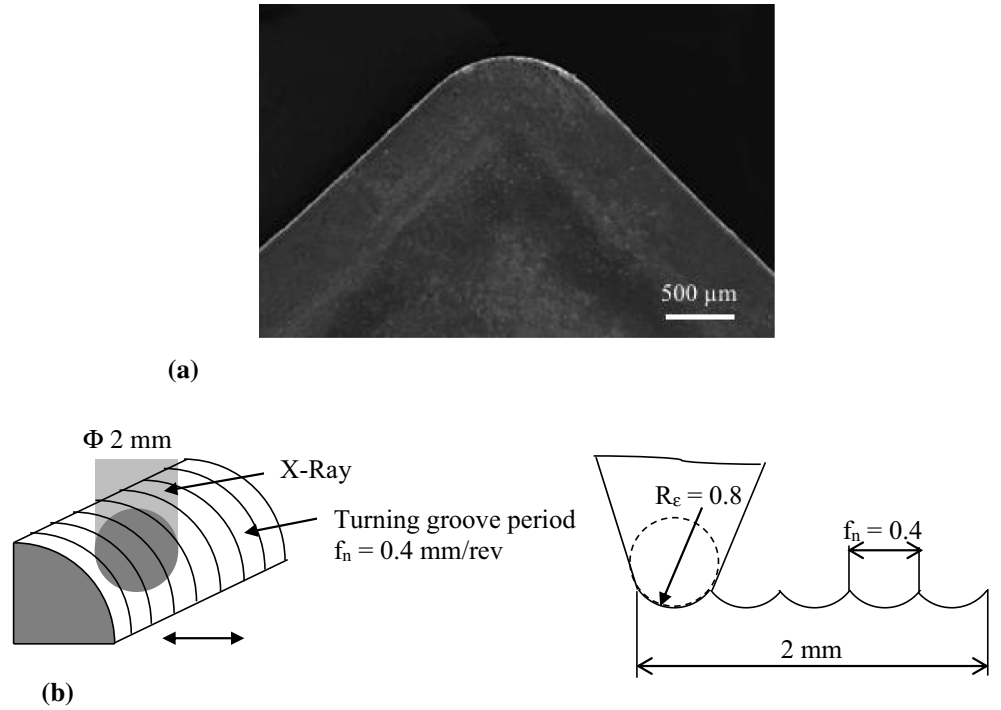 500 µm
(a)
Φ 2 mm
X-Ray
Turning groove period
fₙ = 0.4 mm/rev
R_ε = 0.8
fₙ = 0.4
2 mm
(b)